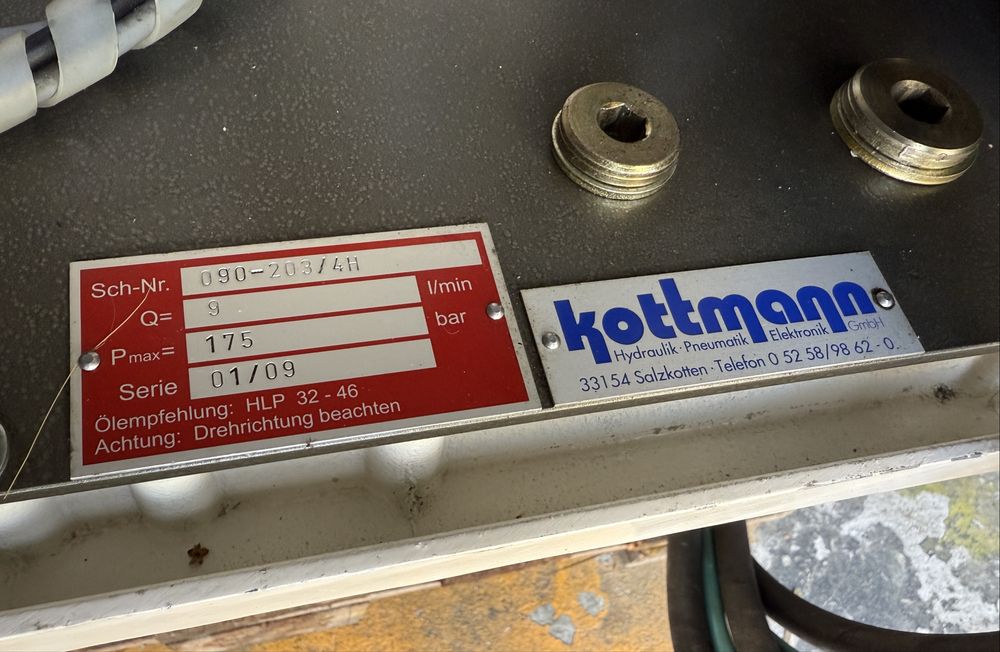 Sch-Nr. 090-203/4H
Q= 9 l/min
Pmax= 175 bar
Serie 01/09
Ölempfehlung: HLP 32 - 46
Achtung: Drehrichtung beachten
kottmann GmbH
Hydraulik · Pneumatik · Elektronik
33154 Salzkotten · Telefon 0 52 58/98 62 - 0